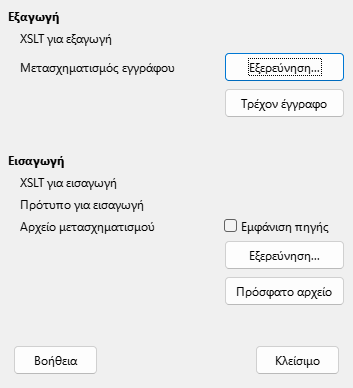 Εξαγωγή
XSLT για εξαγωγή
Μετασχηματισμός εγγράφου
Εξερεύνηση...
Τρέχον έγγραφο
Εισαγωγή
XSLT για εισαγωγή
Πρότυπο για εισαγωγή
Αρχείο μετασχηματισμού
Εμφάνιση πηγής
Εξερεύνηση...
Πρόσφατο αρχείο
Βοήθεια
Κλείσιμο